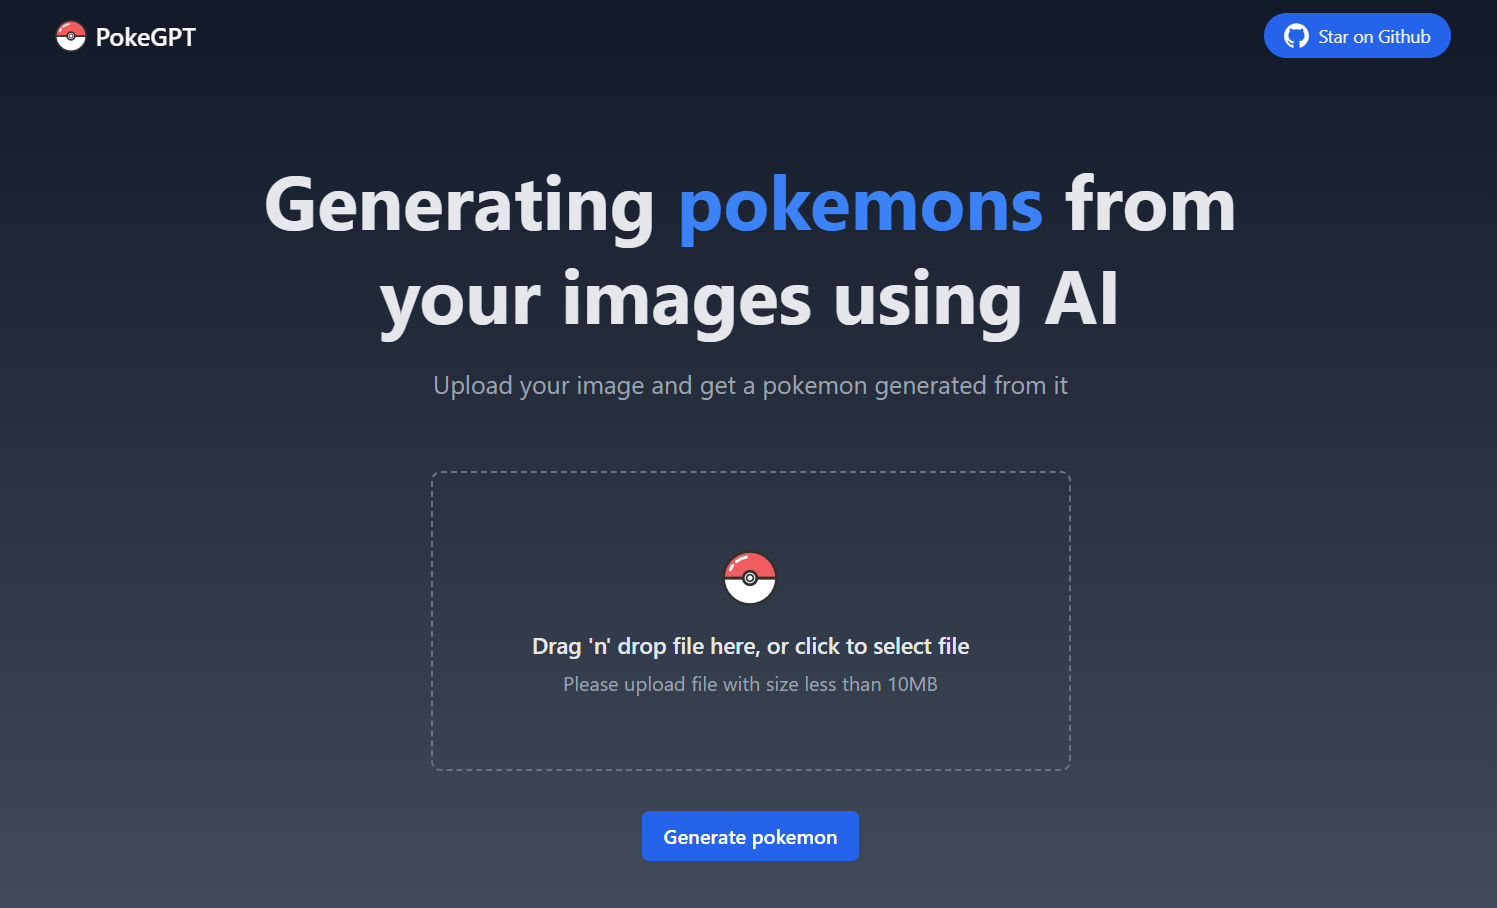 PokeGPT
Star on Github
Generating pokemons from
your images using AI
Upload your image and get a pokemon generated from it
Drag 'n' drop file here, or click to select file
Please upload file with size less than 10MB
Generate pokemon